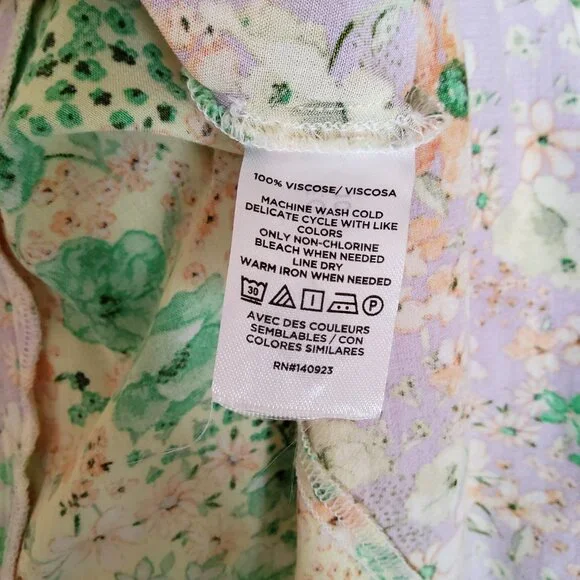 100% VISCOSE/ VISCOSA
MACHINE WASH COLD
DELICATE CYCLE WITH LIKE
COLORS
ONLY NON-CHLORINE
BLEACH WHEN NEEDED
LINE DRY
WARM IRON WHEN NEEDED
30 P
AVEC DES COULEURS
SEMBLABLES / CON
COLORES SIMILARES
RN#140923